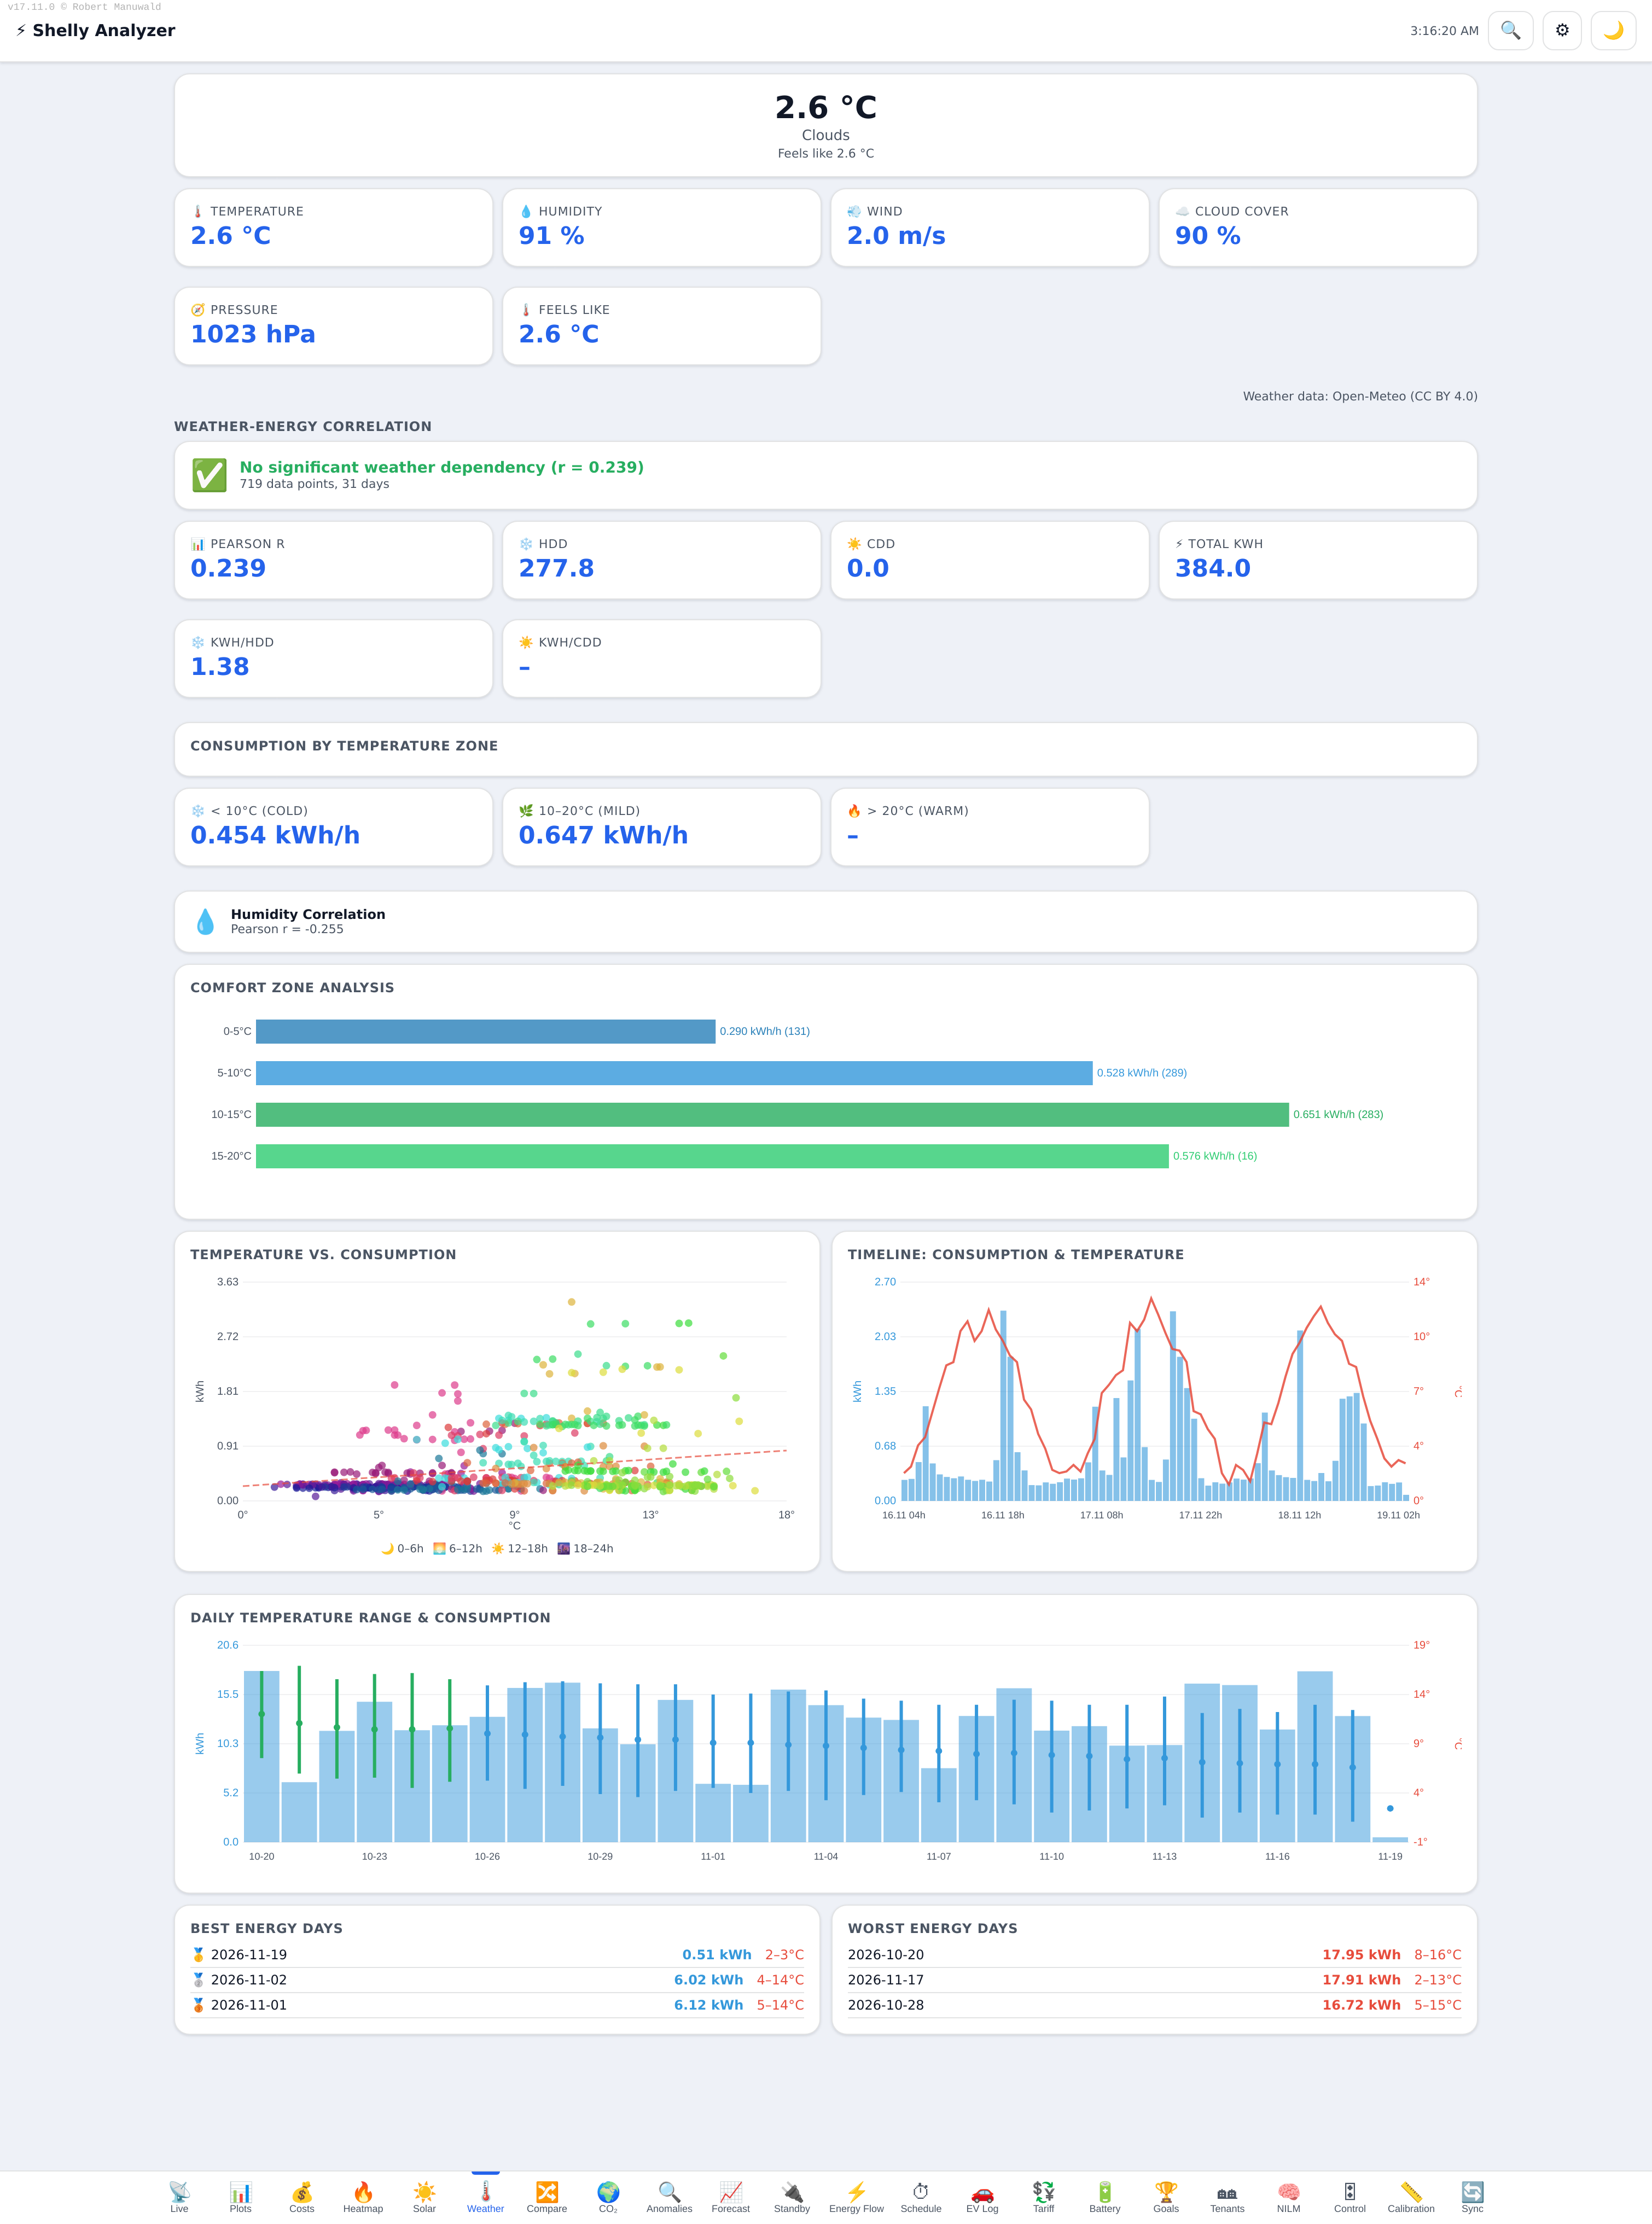 v17.11.0 © Robert Manuwald
⚡ Shelly Analyzer
3:16:20 AM
2.6 °C
Clouds
Feels like 2.6 °C
TEMPERATURE
2.6 °C
HUMIDITY
91 %
WIND
2.0 m/s
CLOUD COVER
90 %
PRESSURE
1023 hPa
FEELS LIKE
2.6 °C
Weather data: Open-Meteo (CC BY 4.0)
WEATHER-ENERGY CORRELATION
No significant weather dependency (r = 0.239)
719 data points, 31 days
PEARSON R
0.239
HDD
277.8
CDD
0.0
TOTAL KWH
384.0
KWH/HDD
1.38
KWH/CDD
–
CONSUMPTION BY TEMPERATURE ZONE
< 10°C (COLD)
0.454 kWh/h
10–20°C (MILD)
0.647 kWh/h
> 20°C (WARM)
–
Humidity Correlation
Pearson r = -0.255
COMFORT ZONE ANALYSIS
0-5°C 0.290 kWh/h (131)
5-10°C 0.528 kWh/h (289)
10-15°C 0.651 kWh/h (283)
15-20°C 0.576 kWh/h (16)
TEMPERATURE VS. CONSUMPTION
3.63
2.72
1.81
0.91
0.00
kWh
0° 5° 9° 13° 18°
°C
0–6h 6–12h 12–18h 18–24h
TIMELINE: CONSUMPTION & TEMPERATURE
2.70 14°
2.03 10°
1.35 7°
0.68 4°
0.00 0°
kWh
16.11 04h 16.11 18h 17.11 08h 17.11 22h 18.11 12h 19.11 02h
DAILY TEMPERATURE RANGE & CONSUMPTION
20.6 19°
15.5 14°
10.3 9°
5.2 4°
0.0 -1°
kWh
10-20 10-23 10-26 10-29 11-01 11-04 11-07 11-10 11-13 11-16 11-19
BEST ENERGY DAYS
2026-11-19 0.51 kWh 2–3°C
2026-11-02 6.02 kWh 4–14°C
2026-11-01 6.12 kWh 5–14°C
WORST ENERGY DAYS
2026-10-20 17.95 kWh 8–16°C
2026-11-17 17.91 kWh 2–13°C
2026-10-28 16.72 kWh 5–15°C
Live Plots Costs Heatmap Solar Weather Compare CO₂ Anomalies Forecast Standby Energy Flow Schedule EV Log Tariff Battery Goals Tenants NILM Control Calibration Sync